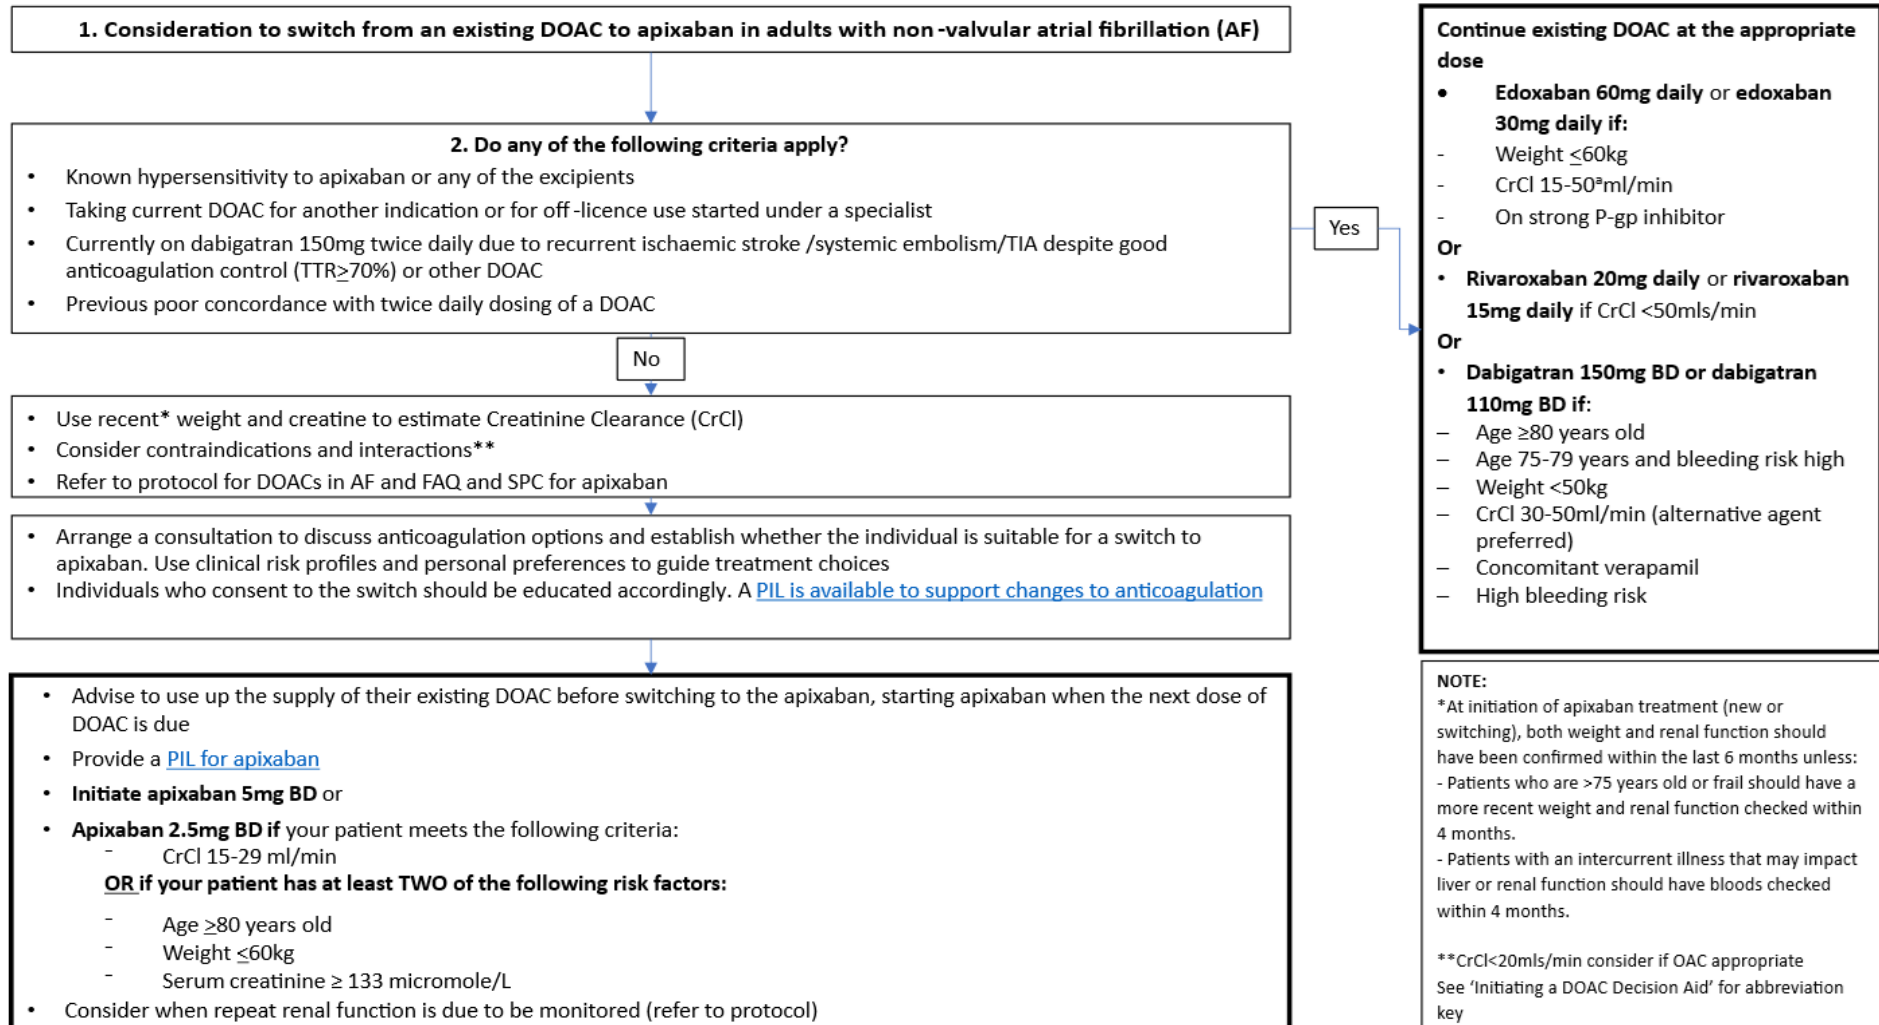 1. Consideration to switch from an existing DOAC to apixaban in adults with non-valvular atrial fibrillation (AF)
2. Do any of the following criteria apply?
• Known hypersensitivity to apixaban or any of the excipients
• Taking current DOAC for another indication or for off-licence use started under a specialist
• Currently on dabigatran 150mg twice daily due to recurrent ischaemic stroke /systemic embolism/TIA despite good
anticoagulation control (TTR≥70%) or other DOAC
• Previous poor concordance with twice daily dosing of a DOAC
Yes
No
• Use recent* weight and creatine to estimate Creatinine Clearance (CrCl)
• Consider contraindications and interactions**
• Refer to protocol for DOACs in AF and FAQ and SPC for apixaban
• Arrange a consultation to discuss anticoagulation options and establish whether the individual is suitable for a switch to
apixaban. Use clinical risk profiles and personal preferences to guide treatment choices
• Individuals who consent to the switch should be educated accordingly. A PIL is available to support changes to anticoagulation
• Advise to use up the supply of their existing DOAC before switching to the apixaban, starting apixaban when the next dose of
DOAC is due
• Provide a PIL for apixaban
• Initiate apixaban 5mg BD or
• Apixaban 2.5mg BD if your patient meets the following criteria:
- CrCl 15-29 ml/min
OR if your patient has at least TWO of the following risk factors:
- Age ≥80 years old
- Weight ≤60kg
- Serum creatinine ≥ 133 micromole/L
• Consider when repeat renal function is due to be monitored (refer to protocol)
Continue existing DOAC at the appropriate
dose
• Edoxaban 60mg daily or edoxaban
30mg daily if:
- Weight ≤60kg
- CrCl 15-50ªml/min
- On strong P-gp inhibitor
Or
• Rivaroxaban 20mg daily or rivaroxaban
15mg daily if CrCl <50mls/min
Or
• Dabigatran 150mg BD or dabigatran
110mg BD if:
– Age ≥80 years old
– Age 75-79 years and bleeding risk high
– Weight <50kg
– CrCl 30-50ml/min (alternative agent
preferred)
– Concomitant verapamil
– High bleeding risk
NOTE:
*At initiation of apixaban treatment (new or
switching), both weight and renal function should
have been confirmed within the last 6 months unless:
- Patients who are >75 years old or frail should have a
more recent weight and renal function checked within
4 months.
- Patients with an intercurrent illness that may impact
liver or renal function should have bloods checked
within 4 months.
**CrCl<20mls/min consider if OAC appropriate
See ‘Initiating a DOAC Decision Aid’ for abbreviation
key